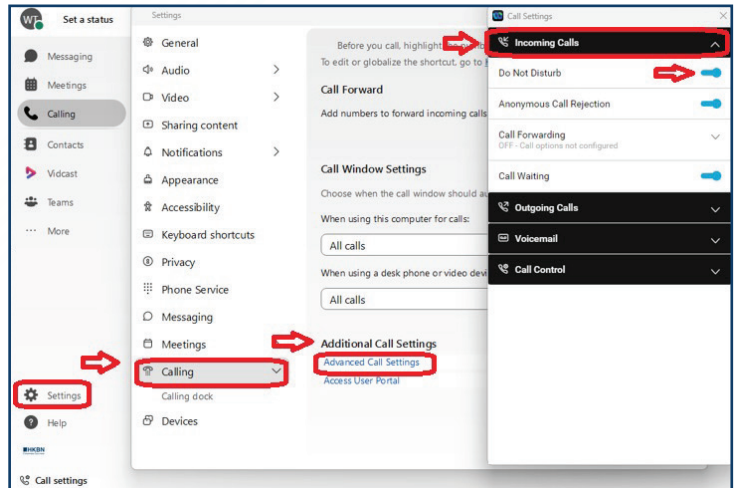 WT
Set a status
Messaging
Meetings
Calling
Contacts
Vidcast
Teams
More
Settings
Help
HKBN
Call settings
Settings
General
Audio
Video
Sharing content
Notifications
Appearance
Accessibility
Keyboard shortcuts
Privacy
Phone Service
Messaging
Meetings
Calling
Calling dock
Devices
Before you call, highlight
To edit or globalize the shortcut, go to
Call Forward
Add numbers to forward incoming calls
Call Window Settings
Choose when the call window should au
When using this computer for calls:
All calls
When using a desk phone or video devi
All calls
Additional Call Settings
Advanced Call Settings
Access User Portal
Call Settings
Incoming Calls
Do Not Disturb
Anonymous Call Rejection
Call Forwarding
OFF - Call options not configured
Call Waiting
Outgoing Calls
Voicemail
Call Control